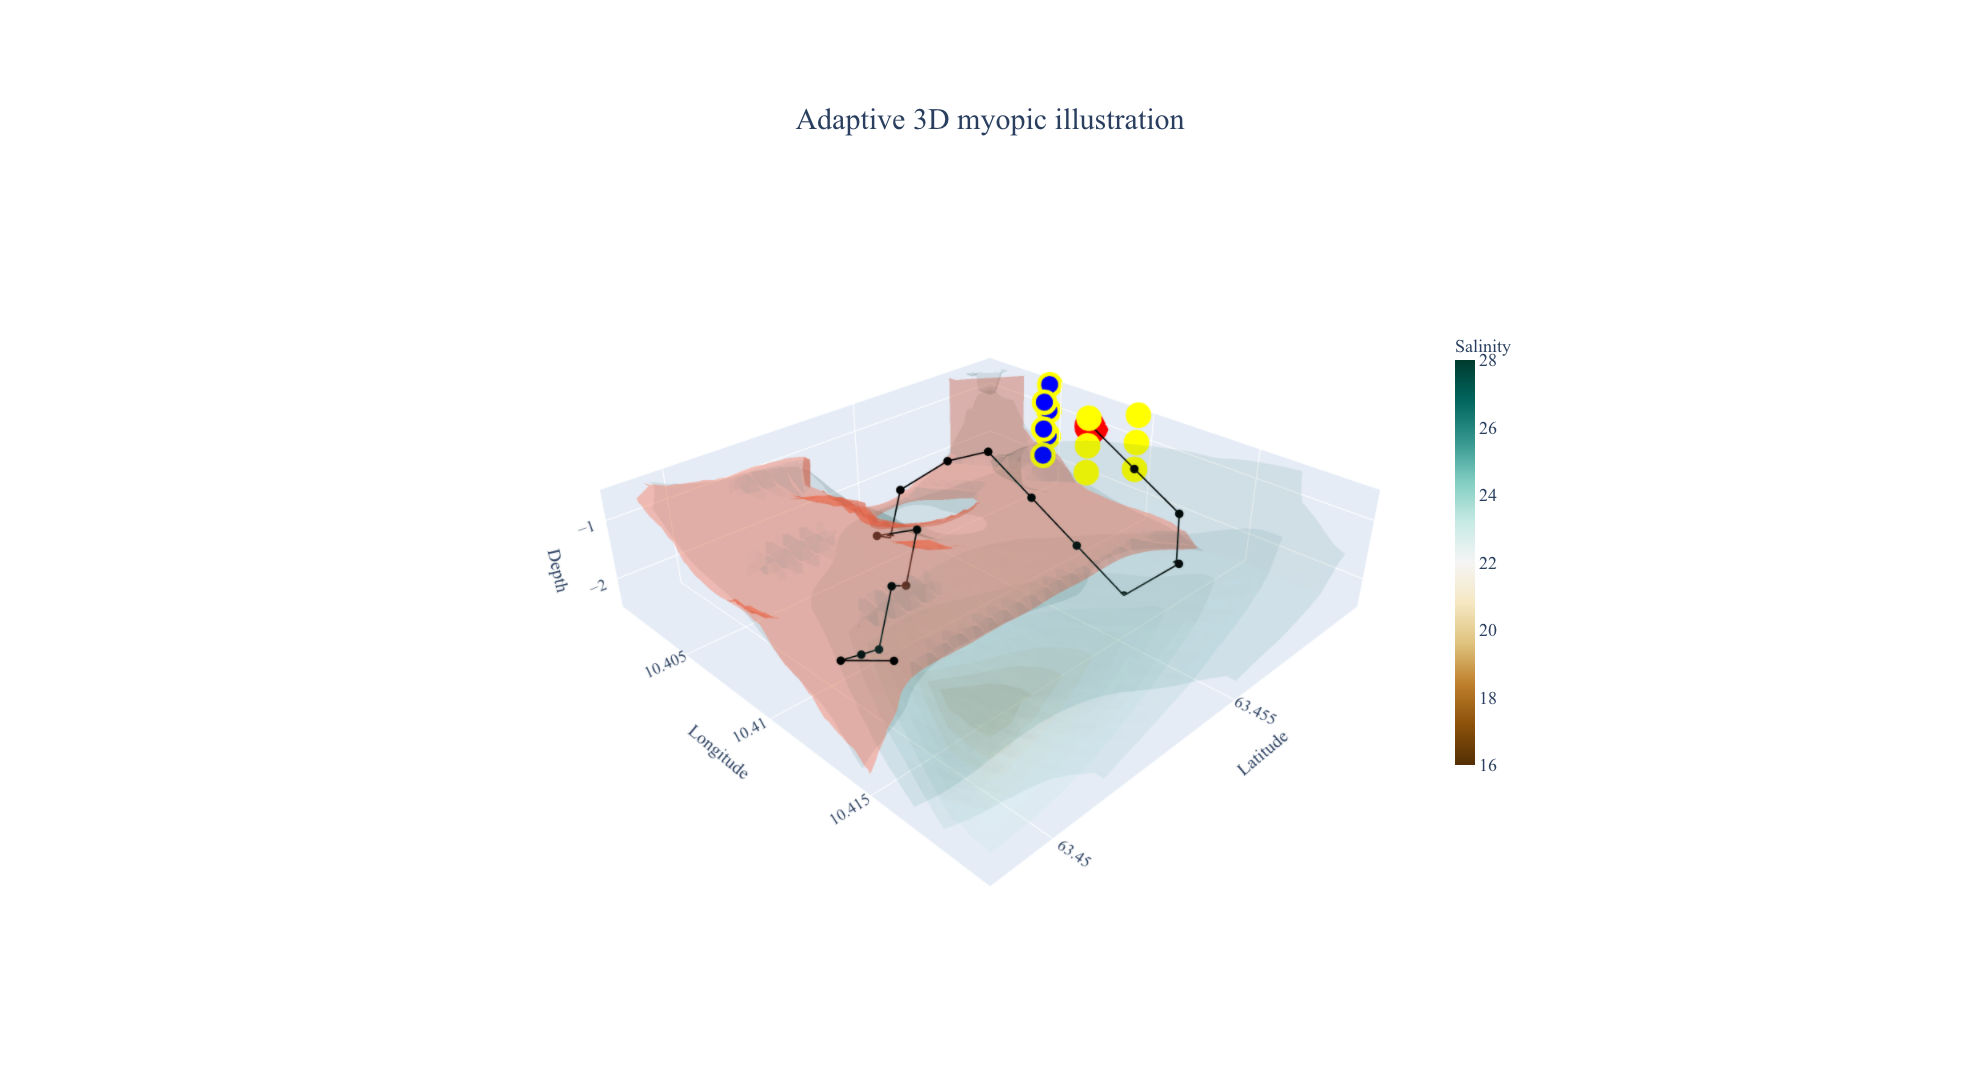 Adaptive 3D myopic illustration
Salinity
28
26
24
22
20
18
16
−1
−2
Depth
10.405
10.41
10.415
Longitude
63.455
63.45
Latitude